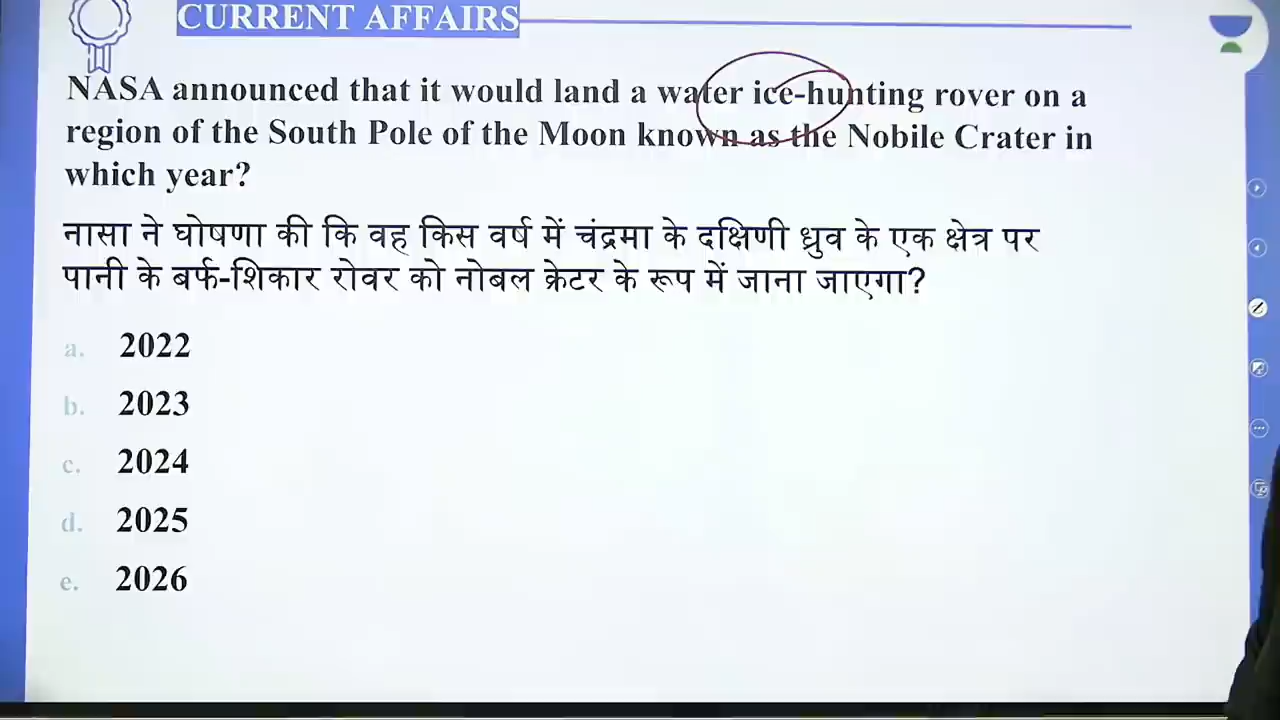 CURRENT AFFAIRS
NASA announced that it would land a water ice-hunting rover on a
region of the South Pole of the Moon known as the Nobile Crater in
which year?
नासा ने घोषणा की कि वह किस वर्ष में चंद्रमा के दक्षिणी ध्रुव के एक क्षेत्र पर
पानी के बर्फ-शिकार रोवर को नोबल क्रेटर के रूप में जाना जाएगा?
a. 2022
b. 2023
c. 2024
d. 2025
e. 2026